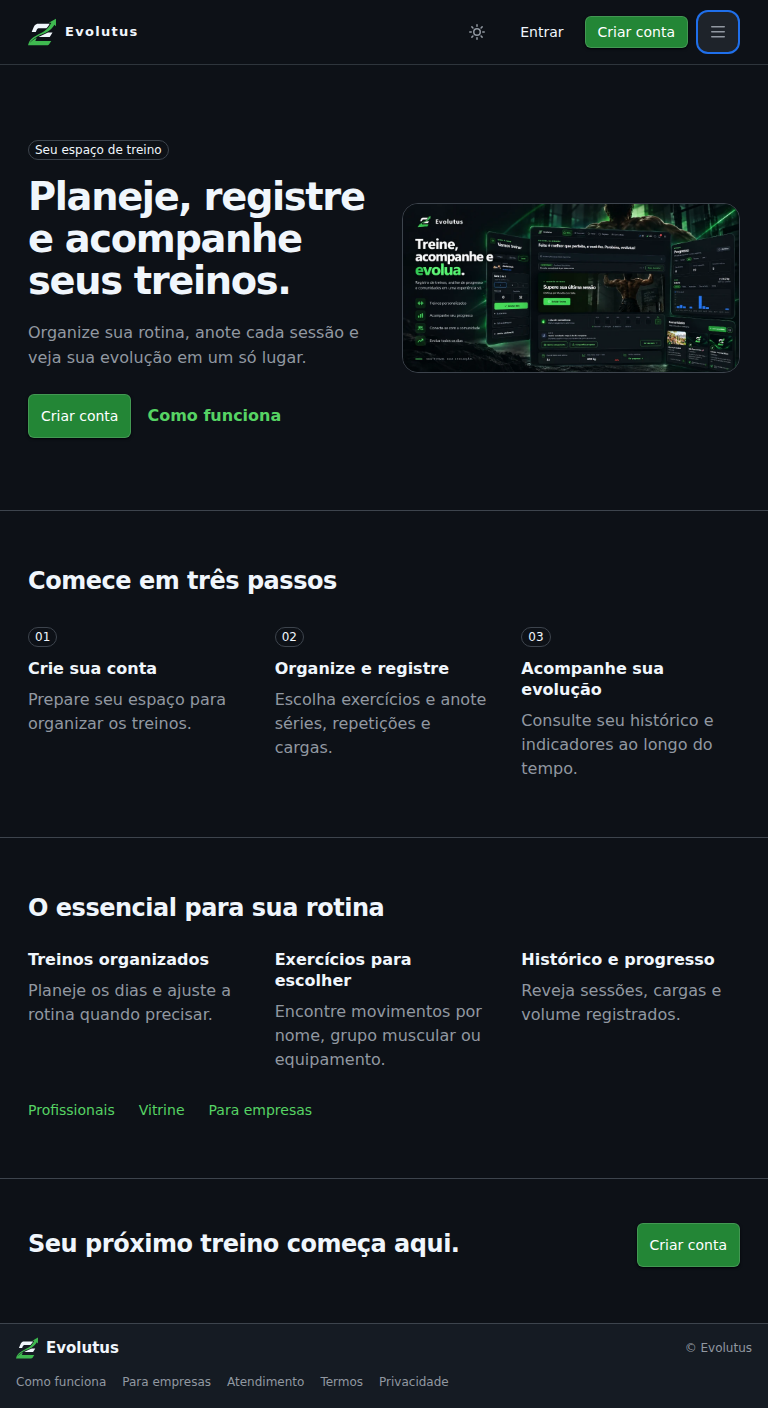 Evolutus
Entrar
Criar conta
Seu espaço de treino
Planeje, registre
e acompanhe
seus treinos.
Organize sua rotina, anote cada sessão e
veja sua evolução em um só lugar.
Criar conta
Como funciona
Evolutus
Treine,
acompanhe e
evolua.
Comece em três passos
01
Crie sua conta
Prepare seu espaço para
organizar os treinos.
02
Organize e registre
Escolha exercícios e anote
séries, repetições e
cargas.
03
Acompanhe sua
evolução
Consulte seu histórico e
indicadores ao longo do
tempo.
O essencial para sua rotina
Treinos organizados
Planeje os dias e ajuste a
rotina quando precisar.
Exercícios para
escolher
Encontre movimentos por
nome, grupo muscular ou
equipamento.
Histórico e progresso
Reveja sessões, cargas e
volume registrados.
Profissionais
Vitrine
Para empresas
Seu próximo treino começa aqui.
Criar conta
Evolutus
© Evolutus
Como funciona
Para empresas
Atendimento
Termos
Privacidade